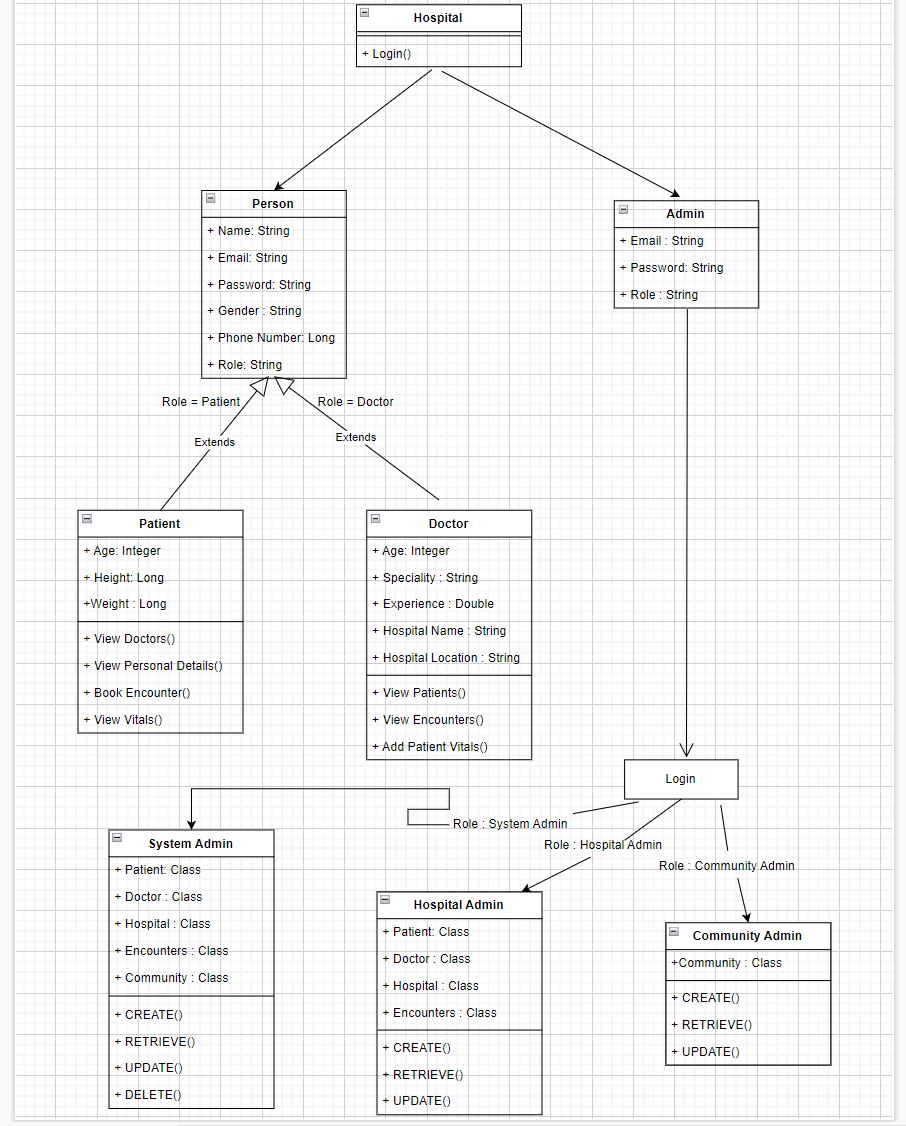 Hospital
+ Login()
Person
+ Name: String
+ Email: String
+ Password: String
+ Gender : String
+ Phone Number: Long
+ Role: String
Admin
+ Email : String
+ Password: String
+ Role : String
Role = Patient
Role = Doctor
Extends
Extends
Patient
+ Age: Integer
+ Height: Long
+Weight : Long
+ View Doctors()
+ View Personal Details()
+ Book Encounter()
+ View Vitals()
Doctor
+ Age: Integer
+ Speciality : String
+ Experience : Double
+ Hospital Name : String
+ Hospital Location : String
+ View Patients()
+ View Encounters()
+ Add Patient Vitals()
Login
Role : System Admin
Role : Hospital Admin
Role : Community Admin
System Admin
+ Patient: Class
+ Doctor : Class
+ Hospital : Class
+ Encounters : Class
+ Community : Class
+ CREATE()
+ RETRIEVE()
+ UPDATE()
+ DELETE()
Hospital Admin
+ Patient: Class
+ Doctor : Class
+ Hospital : Class
+ Encounters : Class
+ CREATE()
+ RETRIEVE()
+ UPDATE()
Community Admin
+Community : Class
+ CREATE()
+ RETRIEVE()
+ UPDATE()